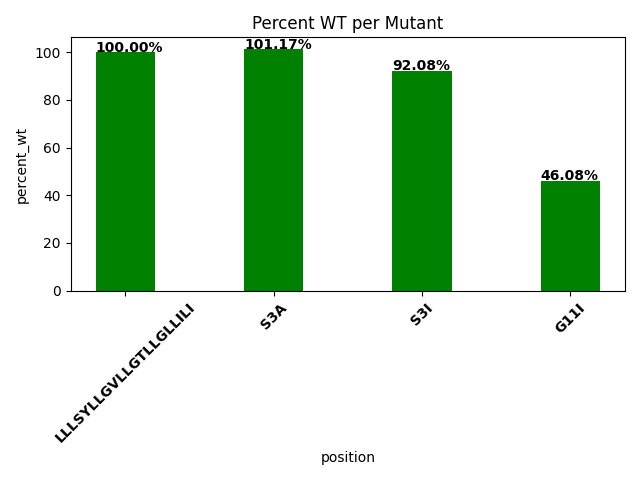 Percent WT per Mutant
percent_wt
100
80
60
40
20
0
100.00%
101.17%
92.08%
46.08%
LLLSYLLGVLLGTLLGLLILI
S3A
S3I
G11I
position